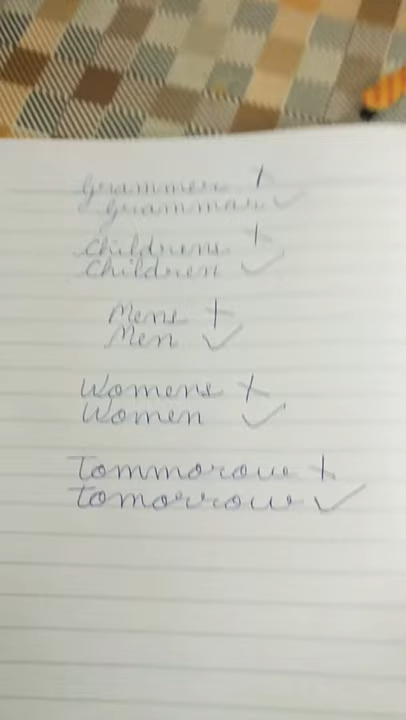 Grammer ×
Grammar ✓
Childrens ×
Children ✓
Mens ×
Men ✓
Womens ×
Women ✓
Tommorow ×
Tomorrow ✓